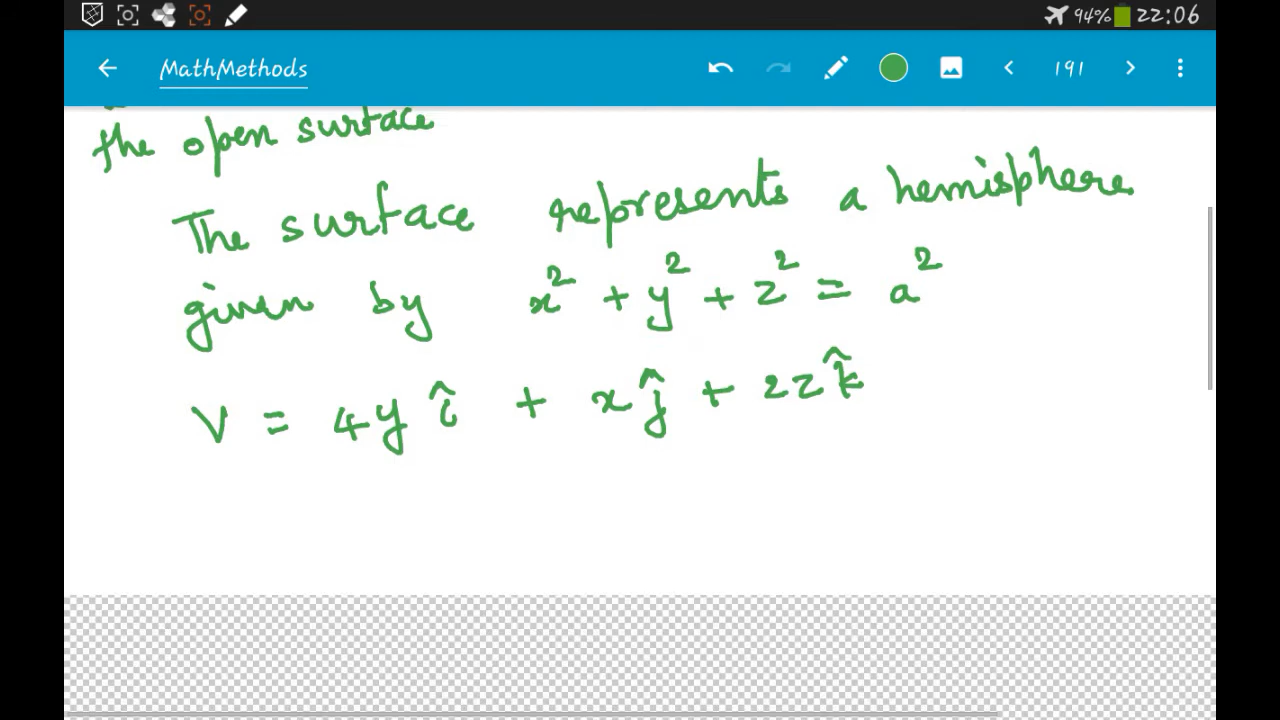 94% 22:06
MathMethods 191
the open surface
The surface represents a hemisphere
given by x² + y² + z² = a²
V = 4y î + x ĵ + 2z k̂